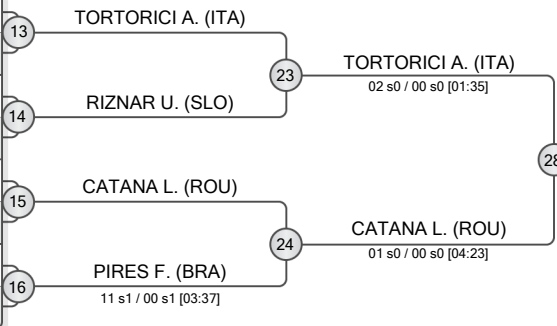 TORTORICI A. (ITA)
13
TORTORICI A. (ITA)
23
02 s0 / 00 s0 [01:35]
RIZNAR U. (SLO)
14
28
CATANA L. (ROU)
15
CATANA L. (ROU)
24
01 s0 / 00 s0 [04:23]
PIRES F. (BRA)
16
11 s1 / 00 s1 [03:37]